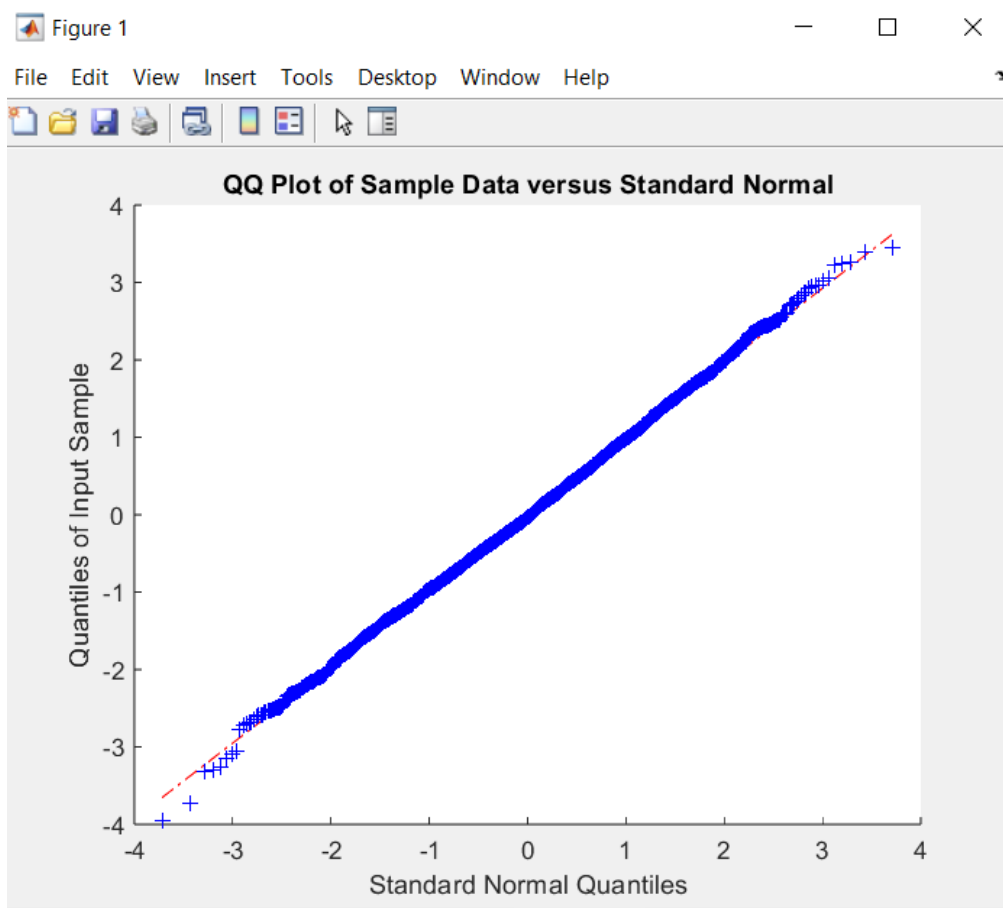 Figure 1
File Edit View Insert Tools Desktop Window Help
QQ Plot of Sample Data versus Standard Normal
4
3
2
1
0
-1
-2
-3
-4
Quantiles of Input Sample
-4 -3 -2 -1 0 1 2 3 4
Standard Normal Quantiles